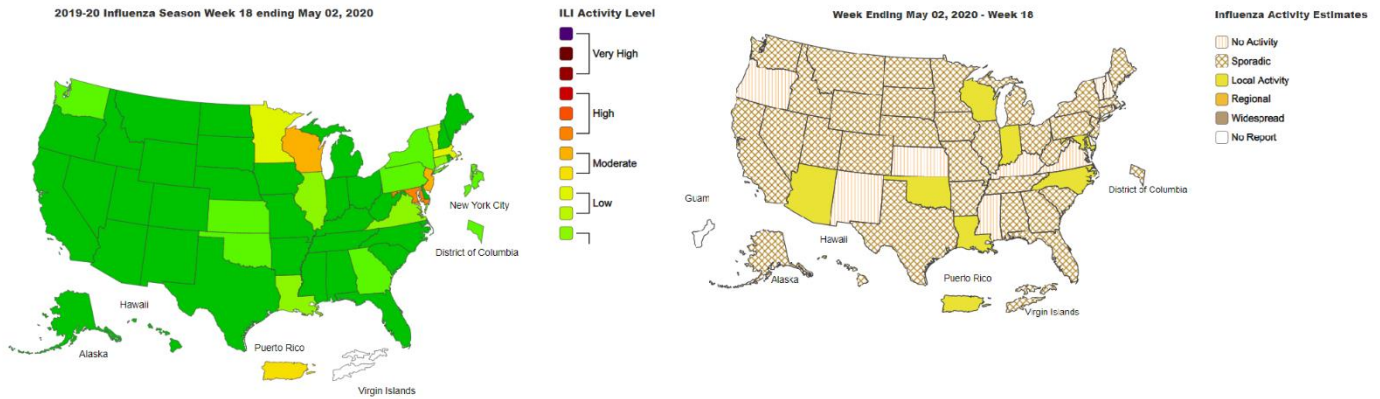 2019-20 Influenza Season Week 18 ending May 02, 2020
ILI Activity Level
Very High
High
Moderate
Low
New York City
District of Columbia
Hawaii
Alaska
Puerto Rico
Virgin Islands
Week Ending May 02, 2020 - Week 18
Influenza Activity Estimates
No Activity
Sporadic
Local Activity
Regional
Widespread
No Report
District of Columbia
Guam
Hawaii
Alaska
Puerto Rico
Virgin Islands